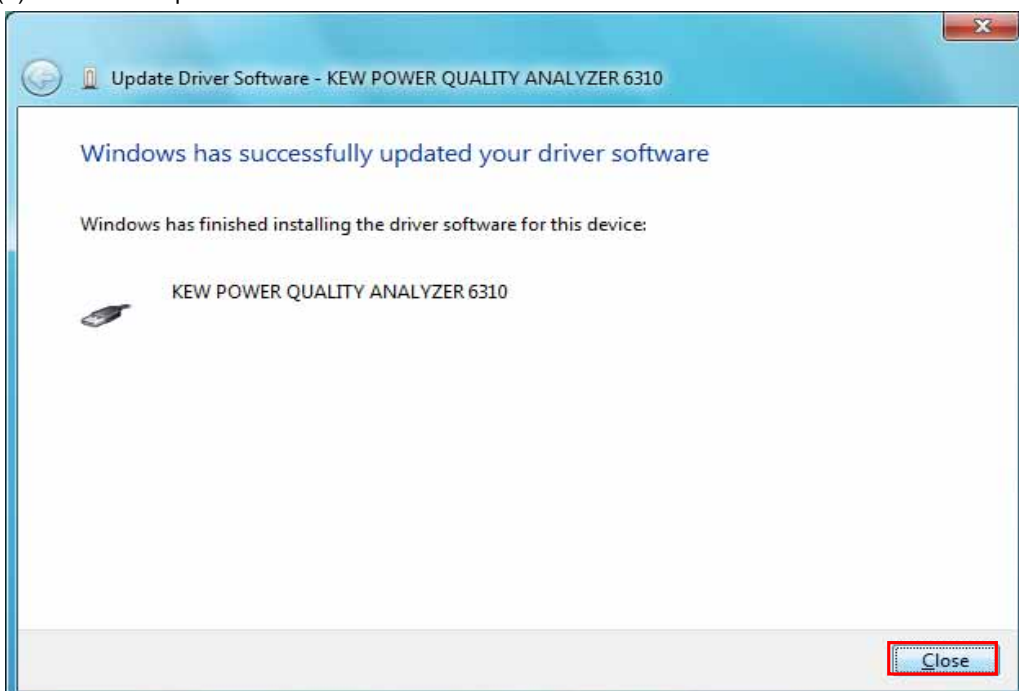 Update Driver Software - KEW POWER QUALITY ANALYZER 6310
Windows has successfully updated your driver software
Windows has finished installing the driver software for this device:
KEW POWER QUALITY ANALYZER 6310
Close